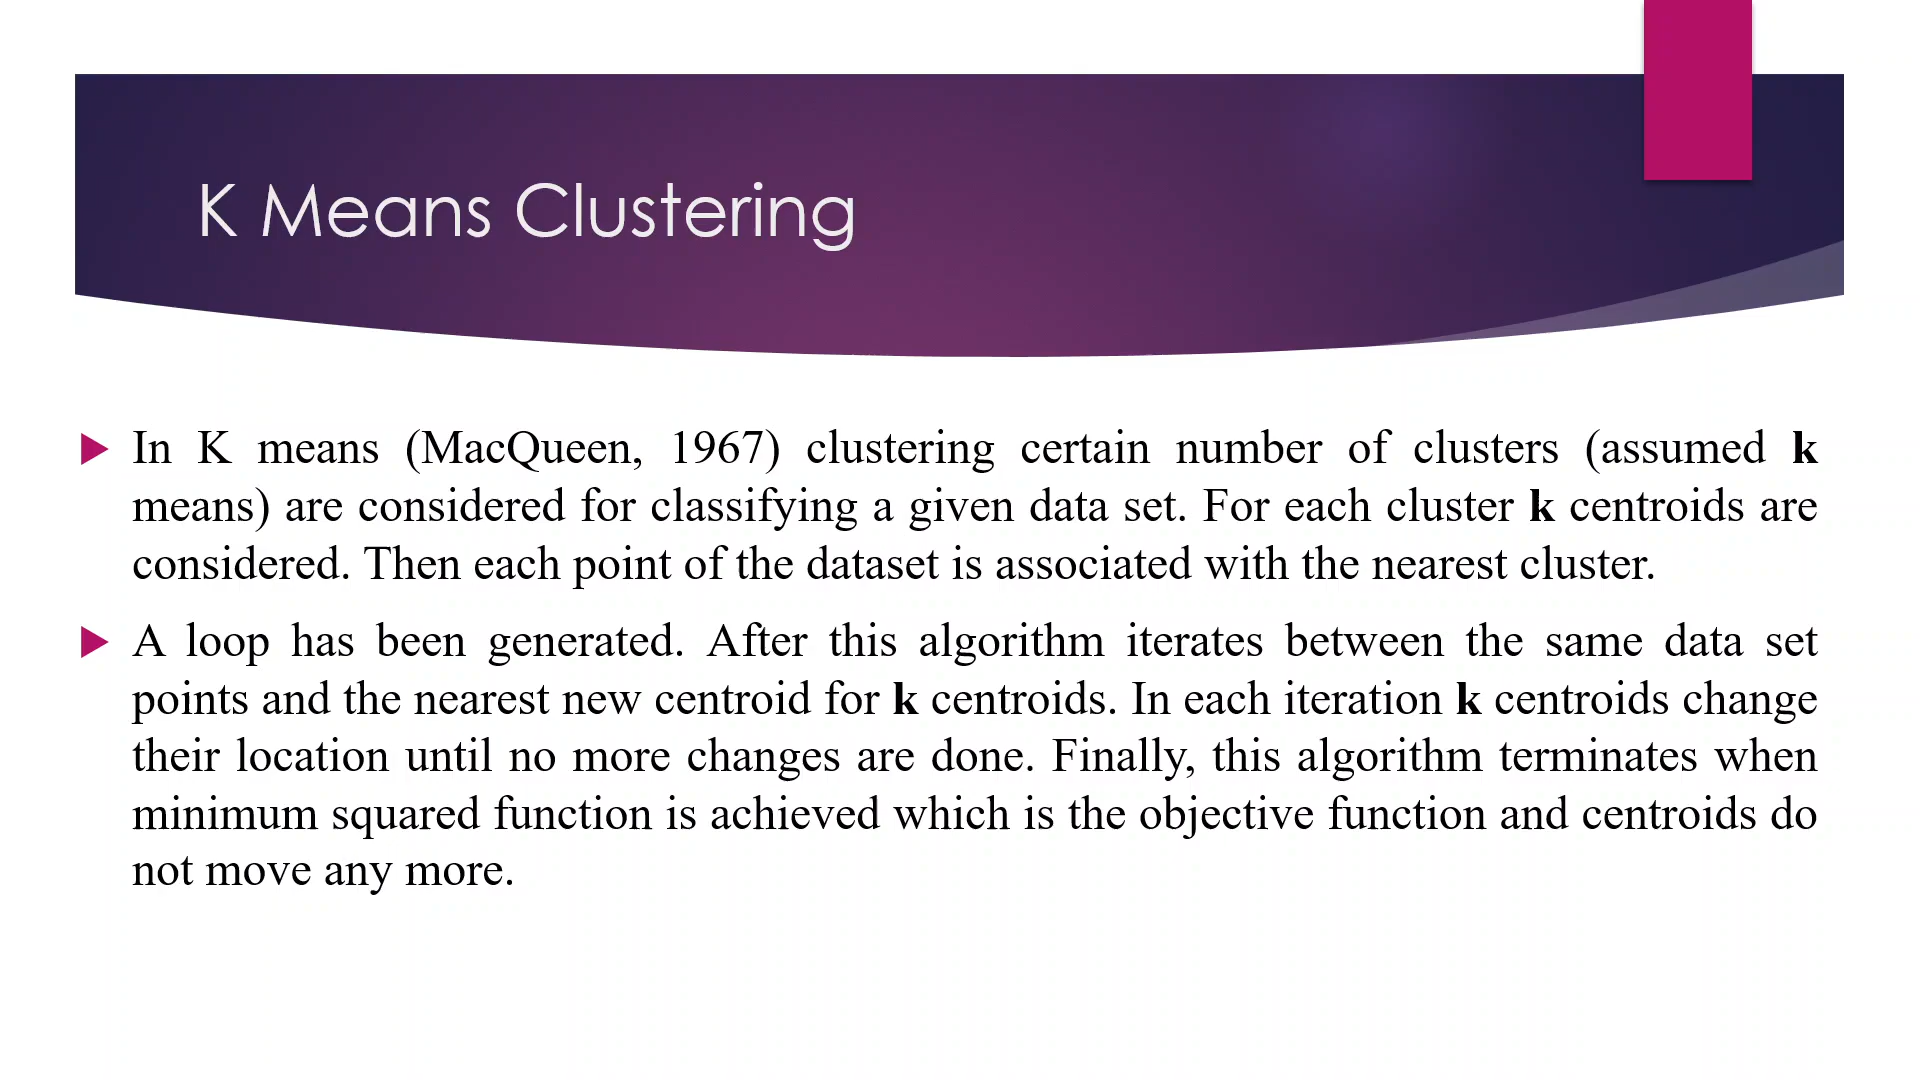 K Means Clustering
In K means (MacQueen, 1967) clustering certain number of clusters (assumed k
means) are considered for classifying a given data set. For each cluster k centroids are
considered. Then each point of the dataset is associated with the nearest cluster.
A loop has been generated. After this algorithm iterates between the same data set
points and the nearest new centroid for k centroids. In each iteration k centroids change
their location until no more changes are done. Finally, this algorithm terminates when
minimum squared function is achieved which is the objective function and centroids do
not move any more.